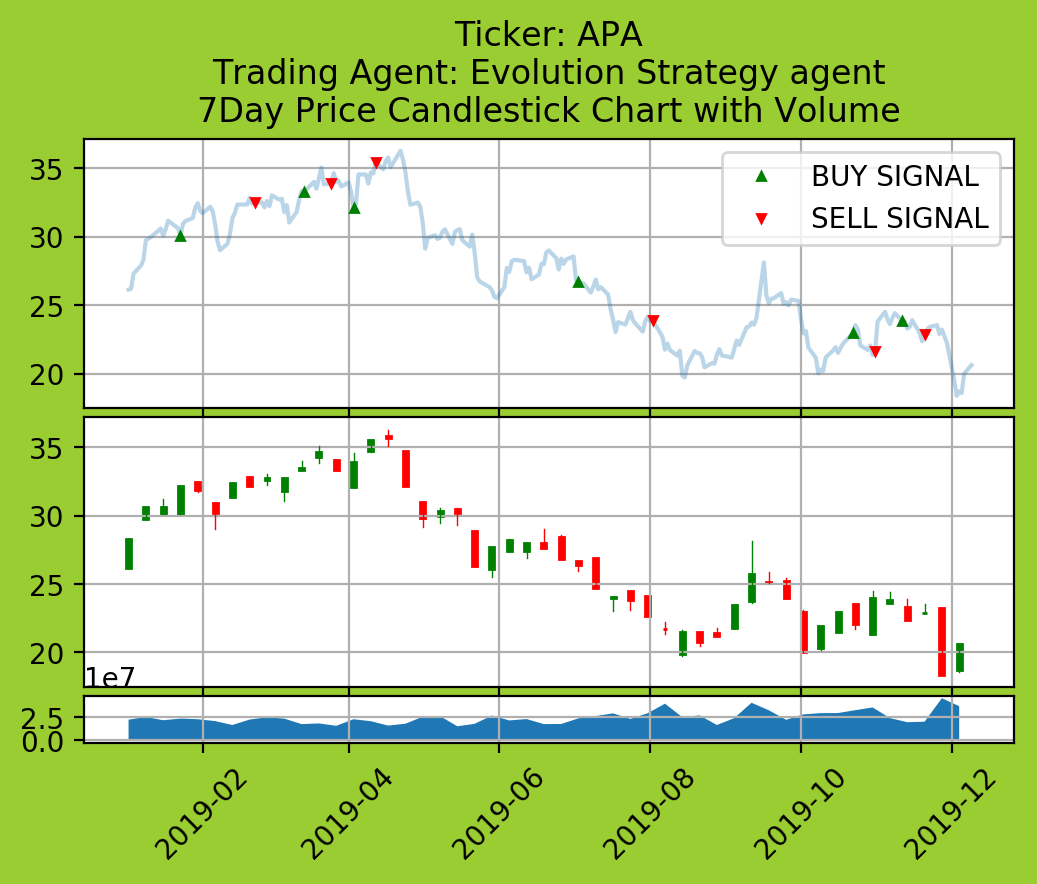 Ticker: APA
Trading Agent: Evolution Strategy agent
7Day Price Candlestick Chart with Volume
BUY SIGNAL
SELL SIGNAL
35
30
25
20
35
30
25
20
1e7
2.5
0.0
2019-02
2019-04
2019-06
2019-08
2019-10
2019-12